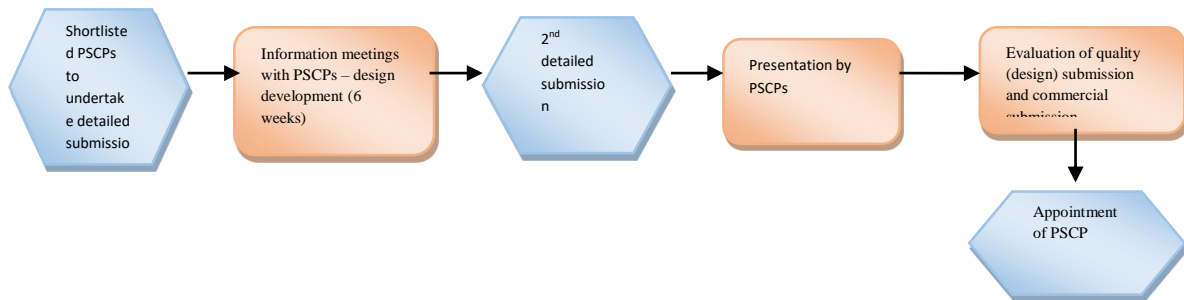 Shortliste
d PSCPs
to
undertak
e detailed
submissio
Information meetings
with PSCPs – design
development (6
weeks)
2nd
detailed
submissio
n
Presentation by
PSCPs
Evaluation of quality
(design) submission
and commercial
submission
Appointment
of PSCP